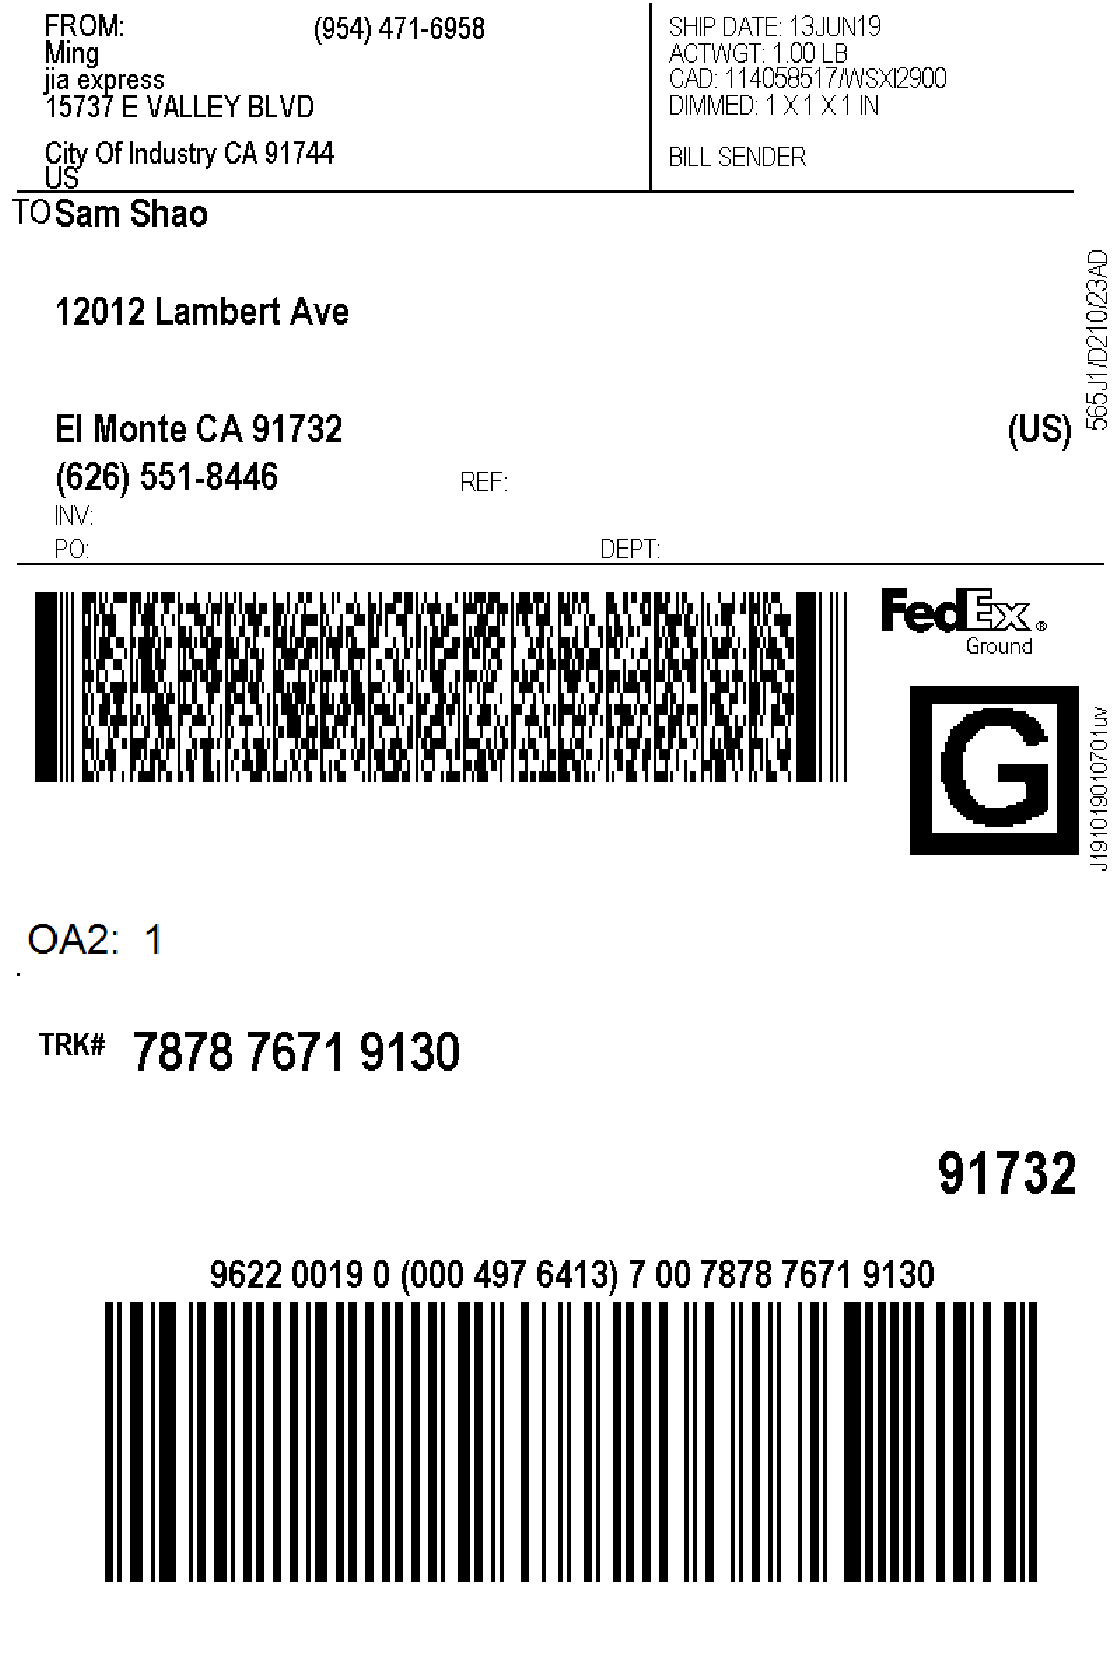 FROM: (954) 471-6958
Ming
jia express
15737 E VALLEY BLVD
City Of Industry CA 91744
US
SHIP DATE: 13JUN19
ACTWGT: 1.00 LB
CAD: 114058517/WSXI2900
DIMMED: 1 X 1 X 1 IN
BILL SENDER
TO Sam Shao
12012 Lambert Ave
El Monte CA 91732 (US)
(626) 551-8446 REF:
INV:
PO: DEPT:
565J1/D210/23AD
FedEx®
Ground
G
J191019010701uv
OA2: 1
.
TRK# 7878 7671 9130
91732
9622 0019 0 (000 497 6413) 7 00 7878 7671 9130